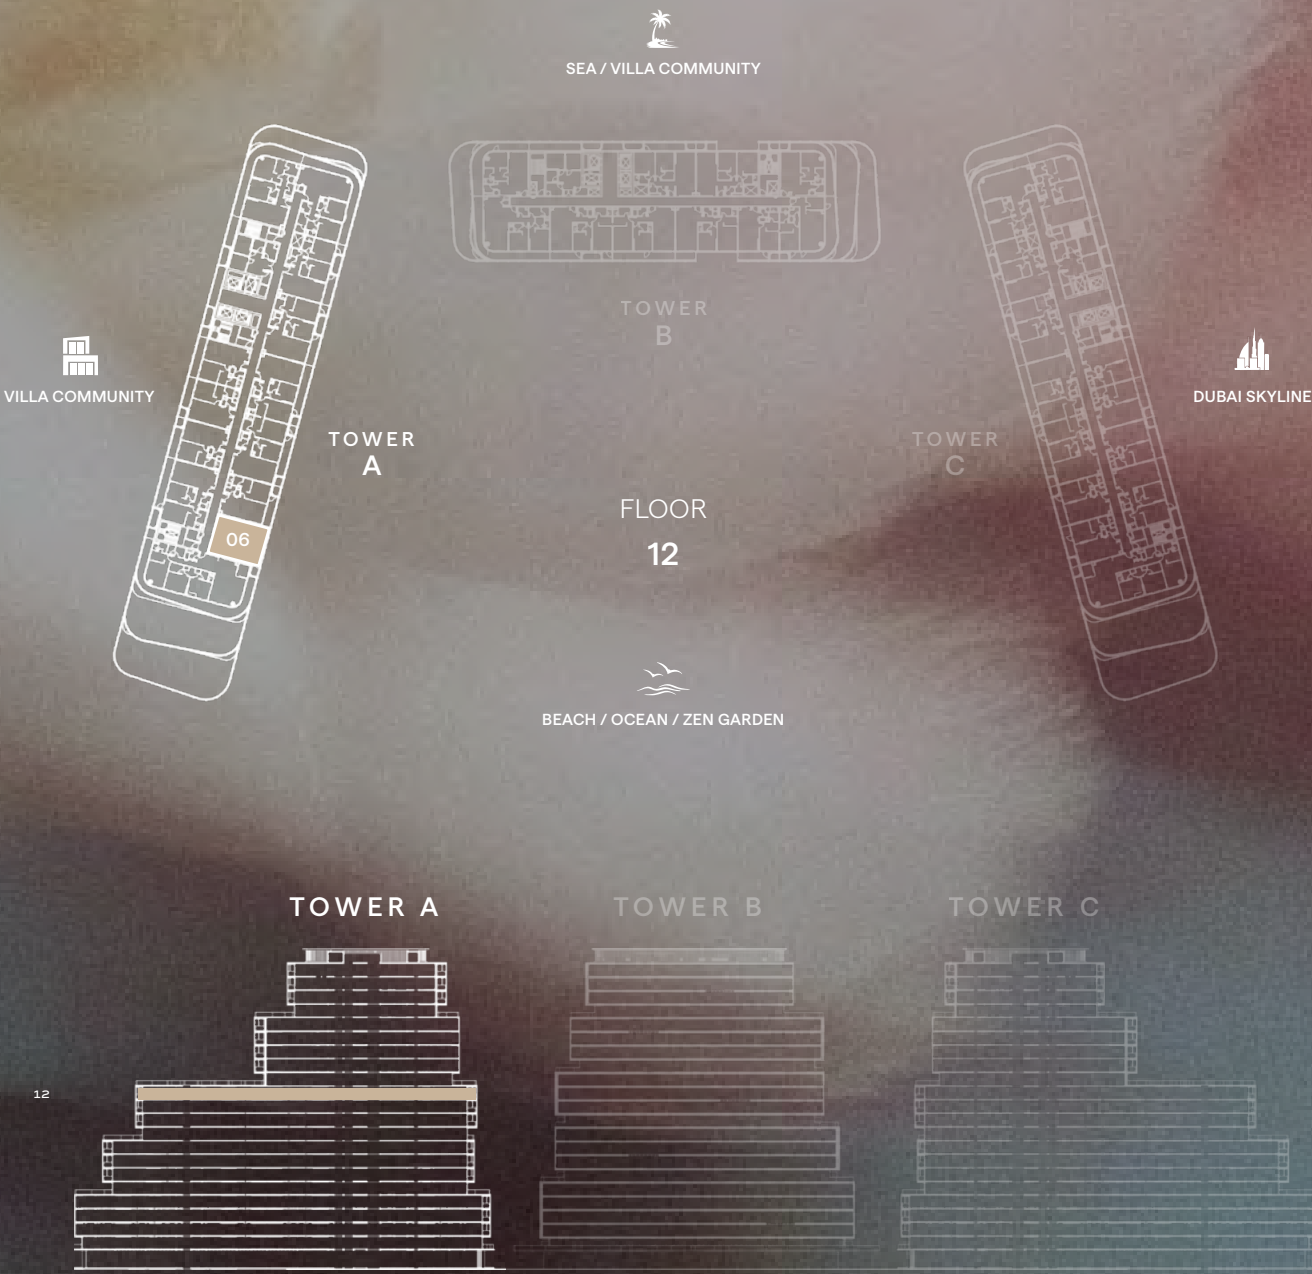 SEA / VILLA COMMUNITY
TOWER
B
VILLA COMMUNITY
DUBAI SKYLINE
TOWER
A
TOWER
C
FLOOR
12
06
BEACH / OCEAN / ZEN GARDEN
TOWER A
TOWER B
TOWER C
12